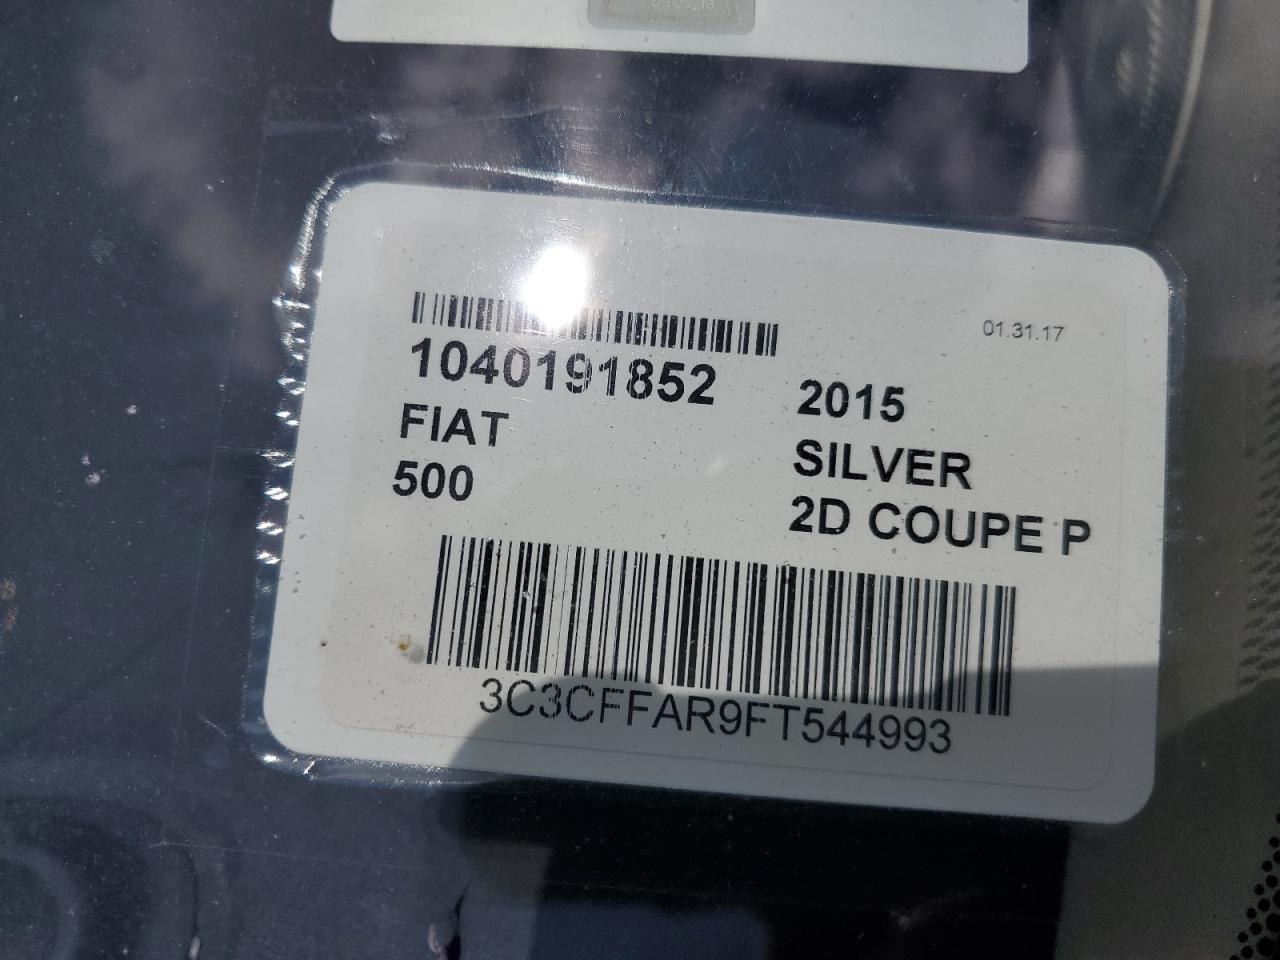 01.31.17
1040191852
2015
FIAT
SILVER
500
2D COUPE P
3C3CFFAR9FT544993